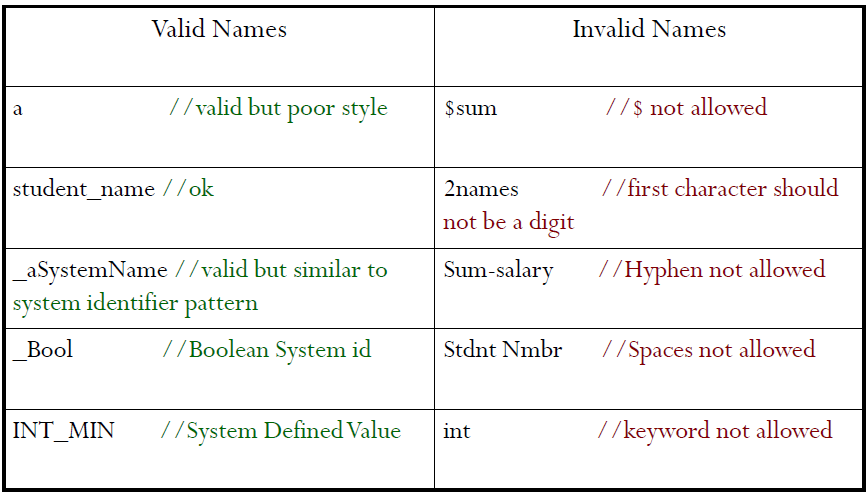 Valid Names
Invalid Names
a //valid but poor style
$sum //$ not allowed
student_name //ok
2names //first character should
not be a digit
_aSystemName //valid but similar to
system identifier pattern
Sum-salary //Hyphen not allowed
_Bool //Boolean System id
Stdnt Nmbr //Spaces not allowed
INT_MIN //System Defined Value
int //keyword not allowed